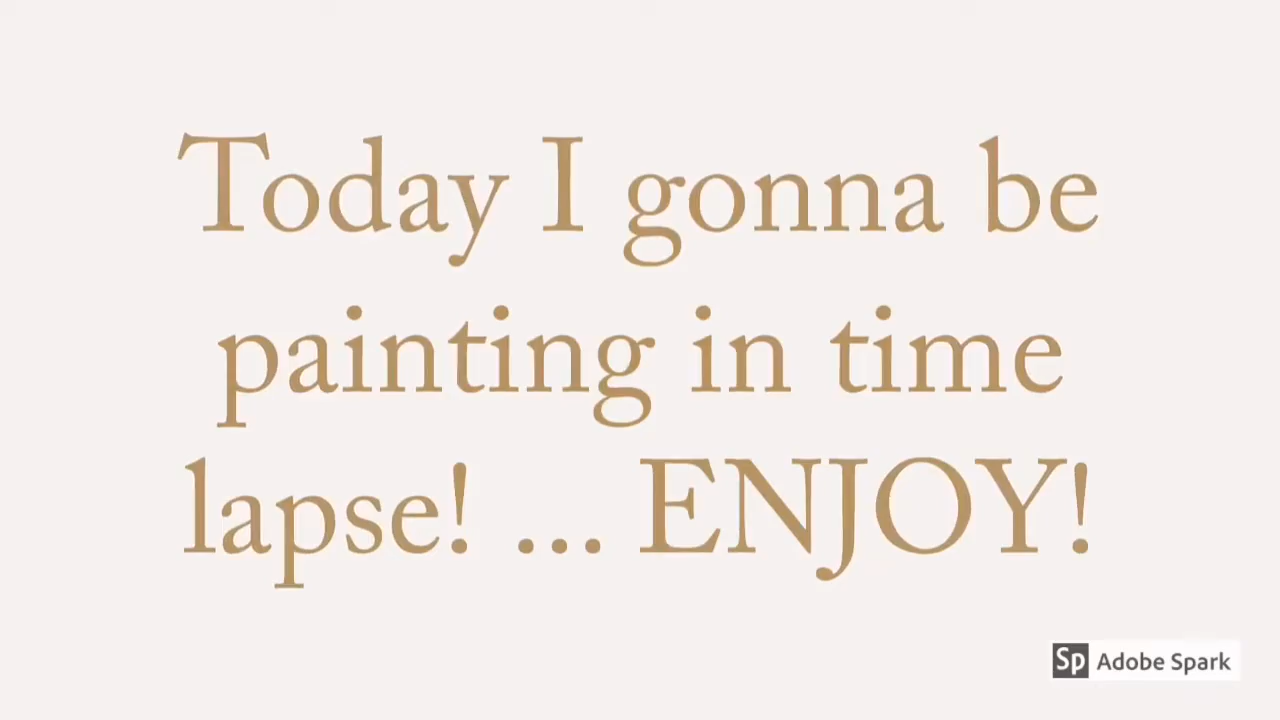 Today I gonna be
painting in time
lapse! ... ENJOY!
Sp Adobe Spark